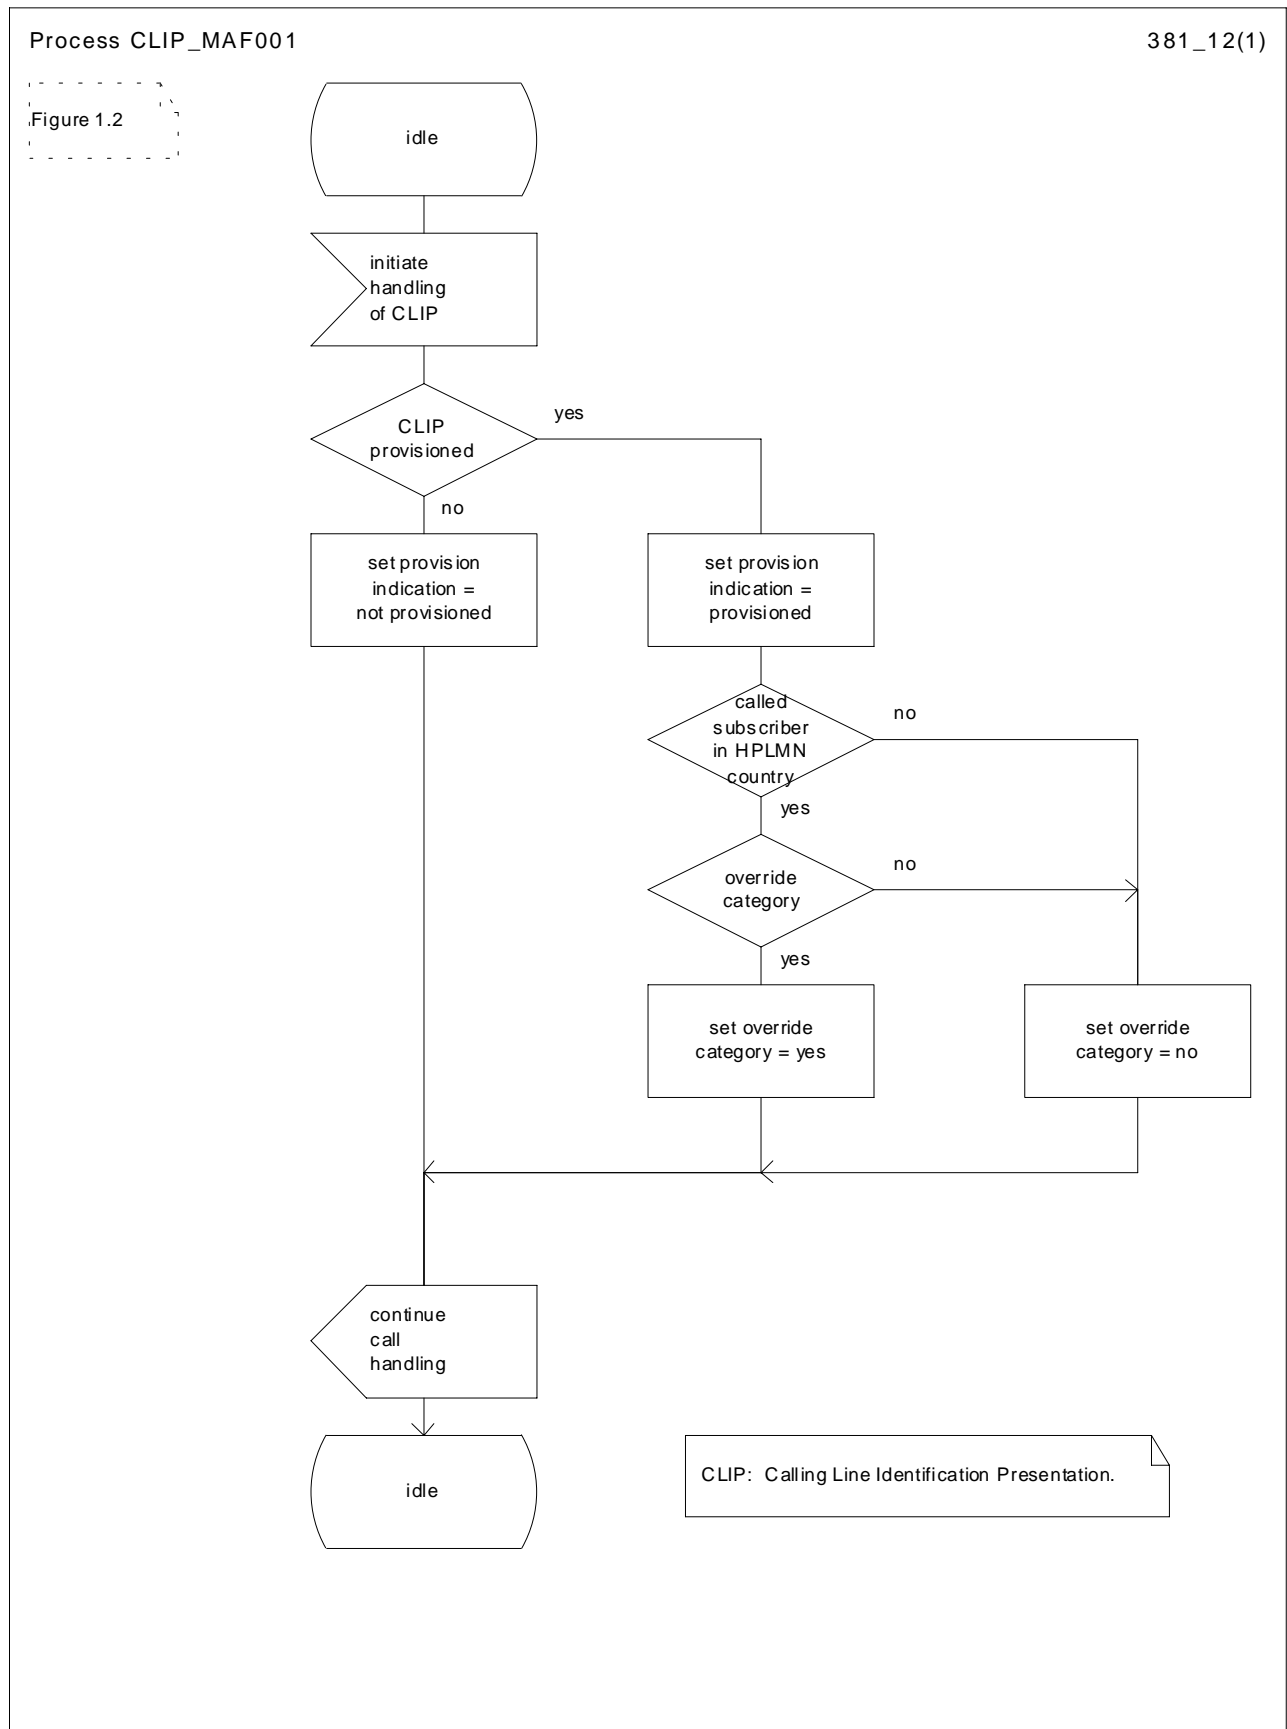 Process CLIP_MAF001
381_12(1)
Figure 1.2
idle
initiate
handling
of CLIP
CLIP
provisioned
yes
no
set provision
indication =
not provisioned
set provision
indication =
provisioned
called
subscriber
in HPLMN
country
no
yes
override
category
no
yes
set override
category = yes
set override
category = no
continue
call
handling
idle
CLIP: Calling Line Identification Presentation.